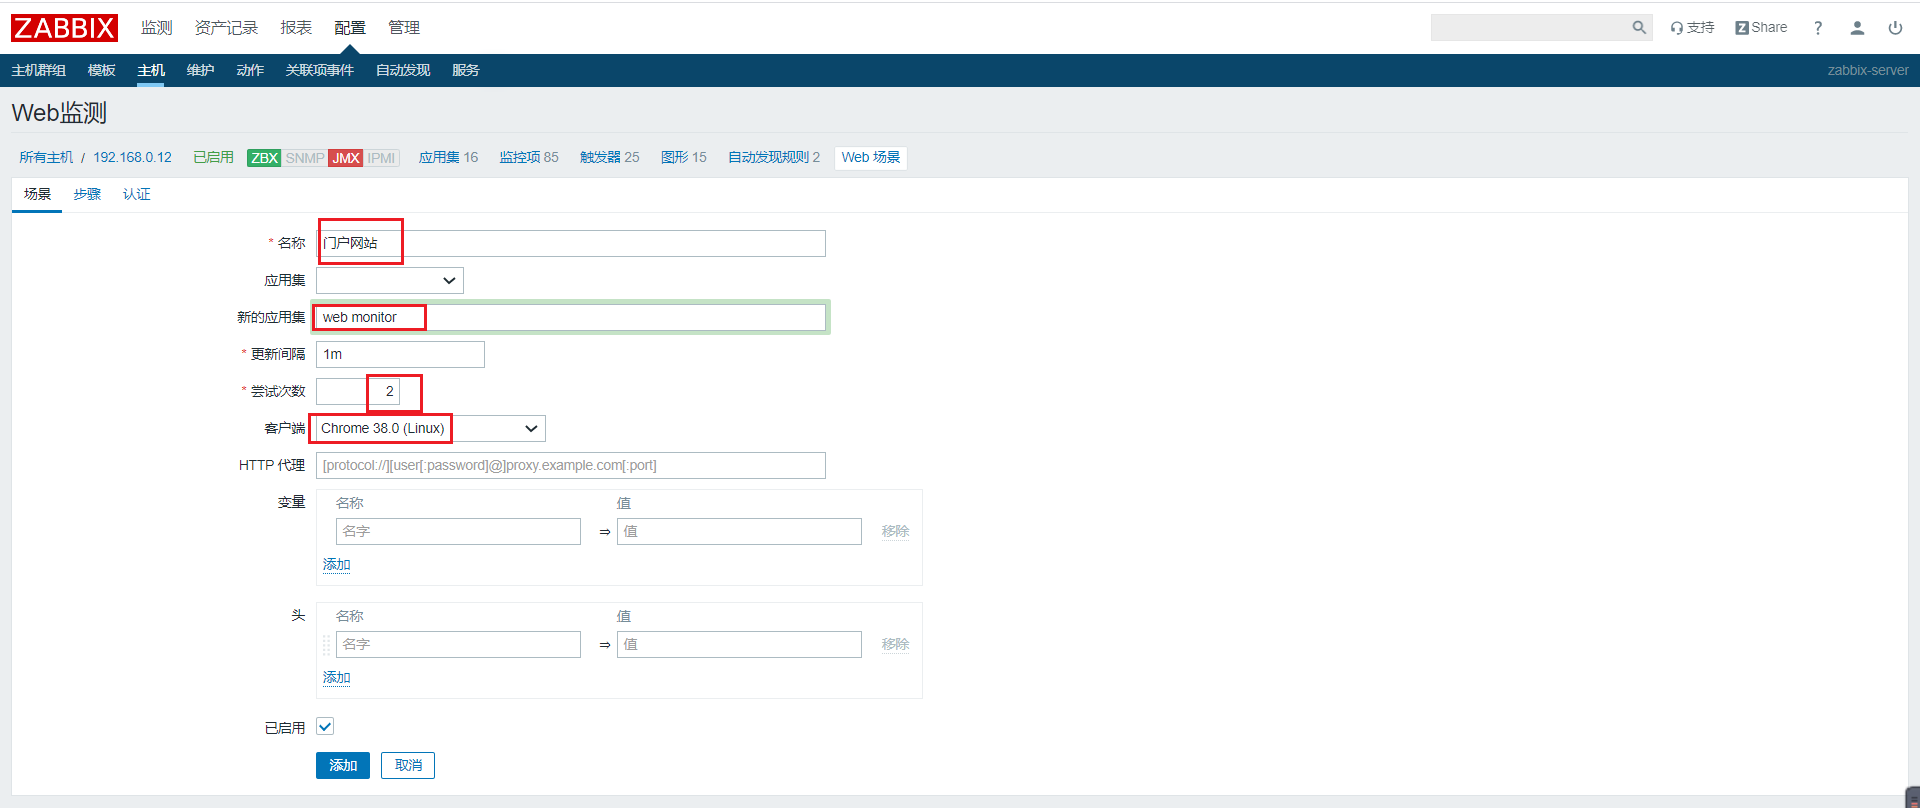 ZABBIX 监测 资产记录 报表 配置 管理 支持 Z Share ?
主机群组 模板 主机 维护 动作 关联项事件 自动发现 服务 zabbix-server
Web监测
所有主机 / 192.168.0.12 已启用 ZBX SNMP JMX IPMI 应用集 16 监控项 85 触发器 25 图形 15 自动发现规则 2 Web 场景
场景 步骤 认证
* 名称 门户网站
应用集
新的应用集 web monitor
* 更新间隔 1m
* 尝试次数 2
客户端 Chrome 38.0 (Linux)
HTTP 代理 [protocol://][user[:password]@]proxy.example.com[:port]
变量 名称 值
名字 ⇒ 值 移除
添加
头 名称 值
名字 ⇒ 值 移除
添加
已启用
添加 取消